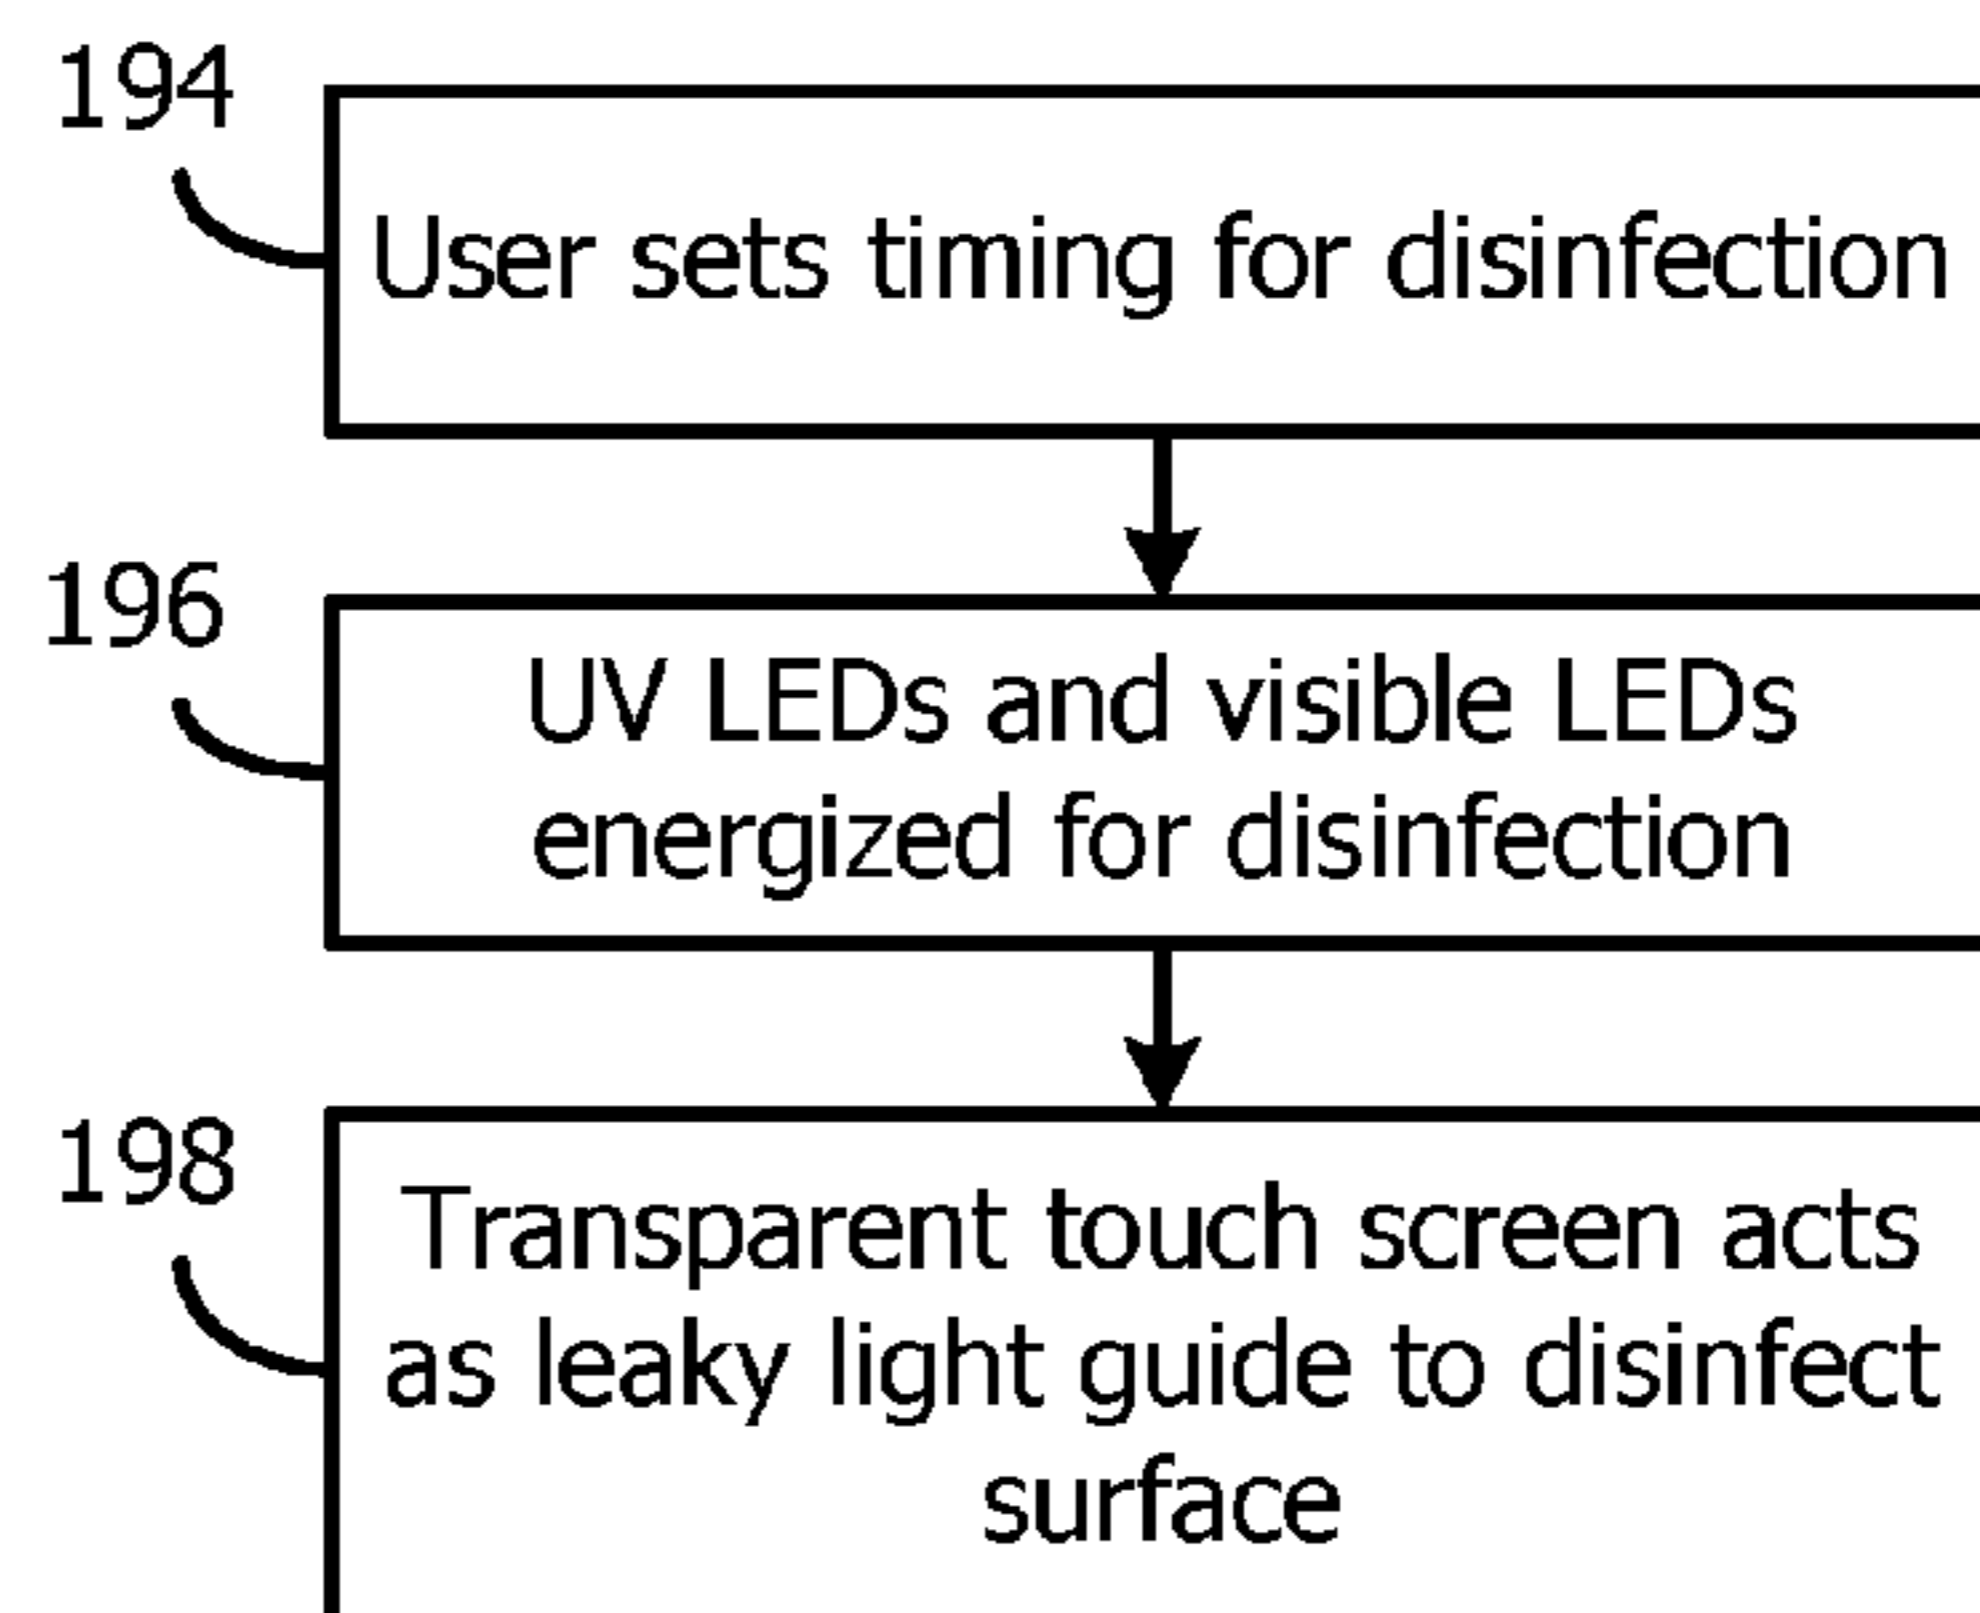 194
User sets timing for disinfection
196
UV LEDs and visible LEDs
energized for disinfection
198
Transparent touch screen acts
as leaky light guide to disinfect
surface